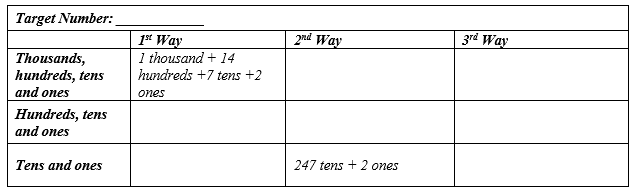 Target Number: ____________
1st Way 2nd Way 3rd Way
Thousands, hundreds, tens and ones
1 thousand + 14 hundreds +7 tens +2 ones
Hundreds, tens and ones
Tens and ones 247 tens + 2 ones